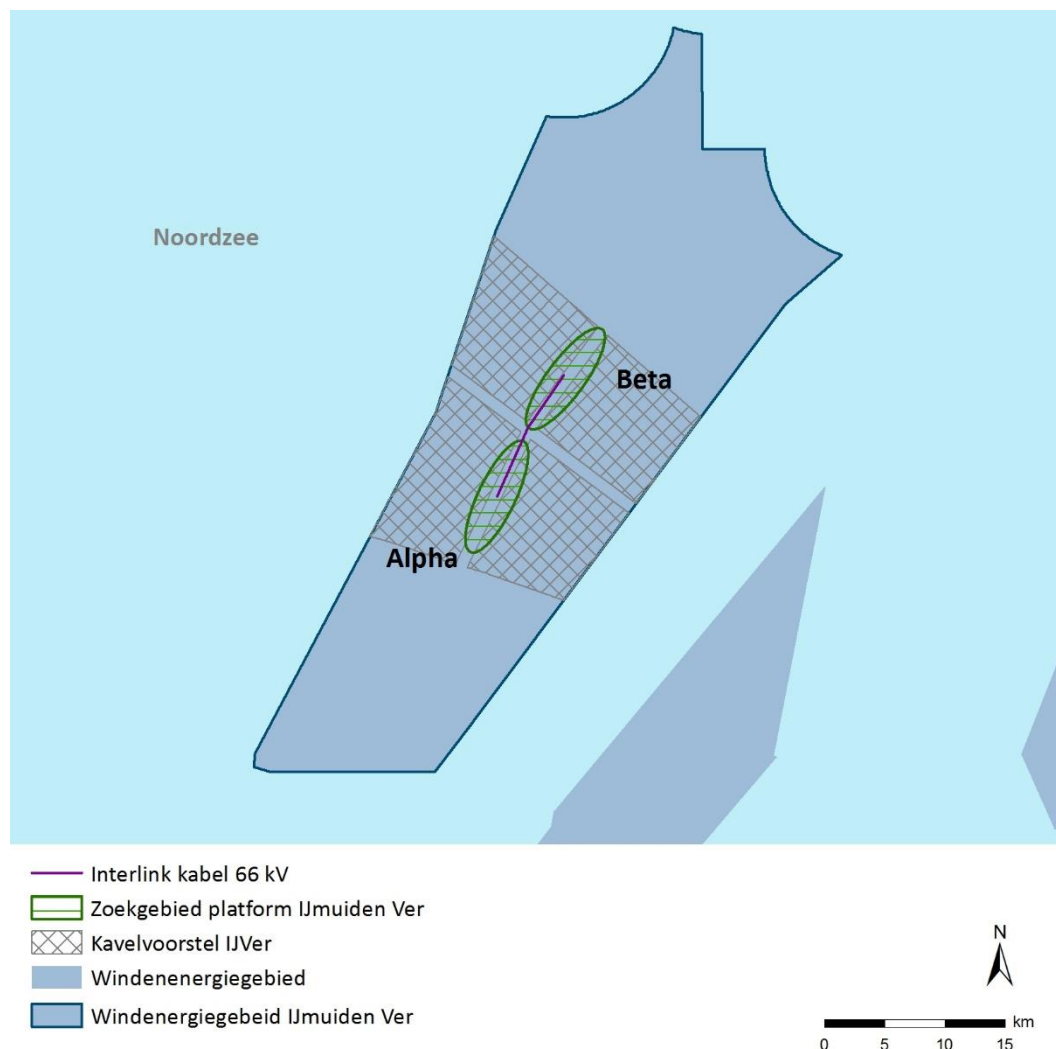 Noordzee
Beta
Alpha
Interlink kabel 66 kV
Zoekgebied platform IJmuiden Ver
Kavelvoorstel IJVer
Windenenergiegebied
Windenergiegebeid IJmuiden Ver
N
km
0 5 10 15